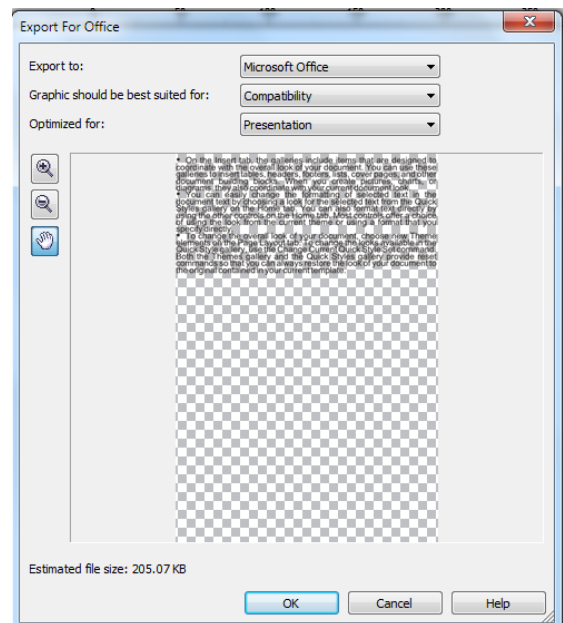 Export For Office
Export to:
Microsoft Office
Graphic should be best suited for:
Compatibility
Optimized for:
Presentation
• On the Insert tab, the galleries include items that are designed to
coordinate with the overall look of your document. You can use these
galleries to insert tables, headers, footers, lists, cover pages, and other
document building blocks. When you create pictures, charts, or
diagrams, they also coordinate with your current document look.
• You can easily change the formatting of selected text in the
document text by choosing a look for the selected text from the Quick
Styles gallery on the Home tab. You can also format text directly by
using the other controls on the Home tab. Most controls offer a choice
of using the look from the current theme or using a format that you
specify directly.
• To change the overall look of your document, choose new Theme
elements on the Page Layout tab. To change the looks available in the
Quick Style gallery, use the Change Current Quick Style Set command.
Both the Themes gallery and the Quick Styles gallery provide reset
commands so that you can always restore the look of your document to
the original contained in your current template.
Estimated file size: 205.07 KB
OK
Cancel
Help